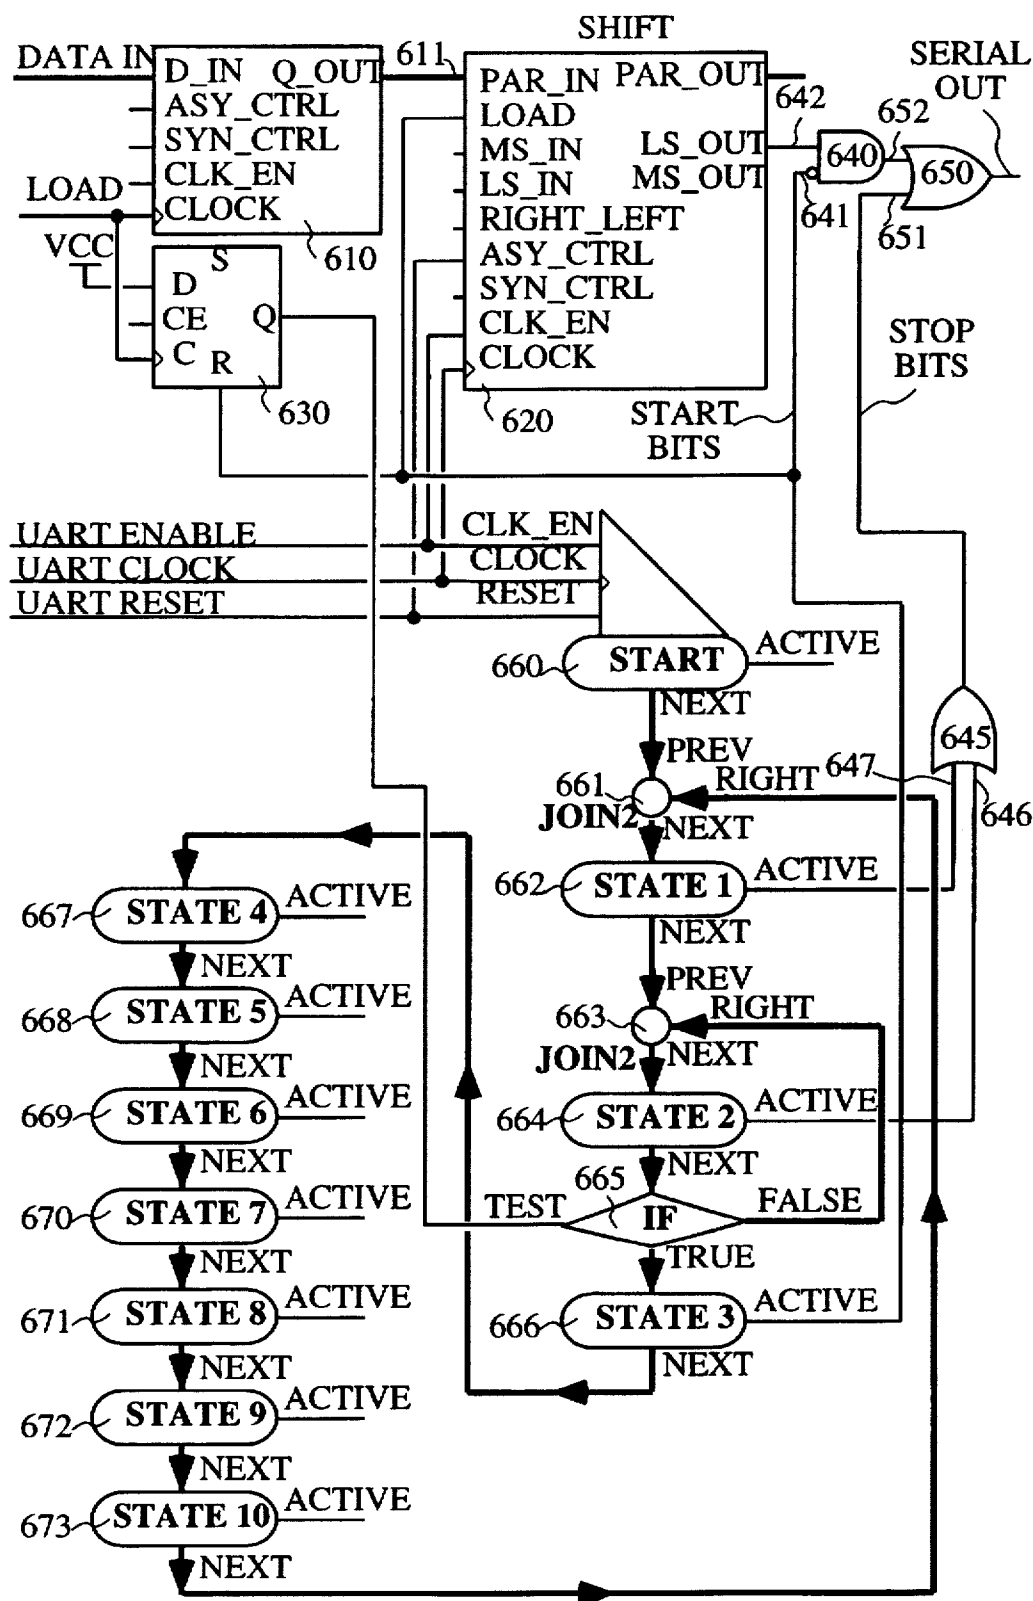 SHIFT
DATA IN
D_IN Q_OUT
ASY_CTRL
SYN_CTRL
CLK_EN
CLOCK
LOAD
610
611
PAR_IN PAR_OUT
LOAD
MS_IN
LS_IN
RIGHT_LEFT
ASY_CTRL
SYN_CTRL
CLK_EN
CLOCK
LS_OUT
MS_OUT
620
642
640
641
652
650
651
SERIAL
OUT
VCC
S
D
CE
C
R
Q
630
START
BITS
STOP
BITS
UART ENABLE
UART CLOCK
UART RESET
CLK_EN
CLOCK
RESET
660
START
ACTIVE
NEXT
PREV
661
JOIN2
RIGHT
NEXT
647
645
646
662
STATE 1
ACTIVE
NEXT
PREV
663
JOIN2
RIGHT
NEXT
664
STATE 2
ACTIVE
NEXT
665
TEST
IF
FALSE
TRUE
666
STATE 3
ACTIVE
NEXT
667
STATE 4
ACTIVE
NEXT
668
STATE 5
ACTIVE
NEXT
669
STATE 6
ACTIVE
NEXT
670
STATE 7
ACTIVE
NEXT
671
STATE 8
ACTIVE
NEXT
672
STATE 9
ACTIVE
NEXT
673
STATE 10
ACTIVE
NEXT